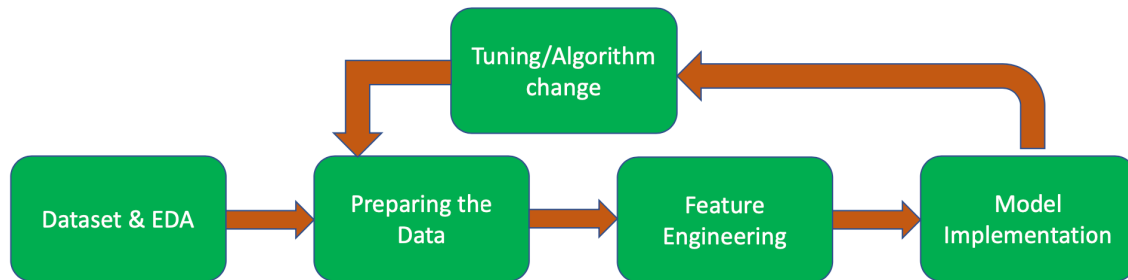 Tuning/Algorithm
change
Dataset & EDA
Preparing the
Data
Feature
Engineering
Model
Implementation